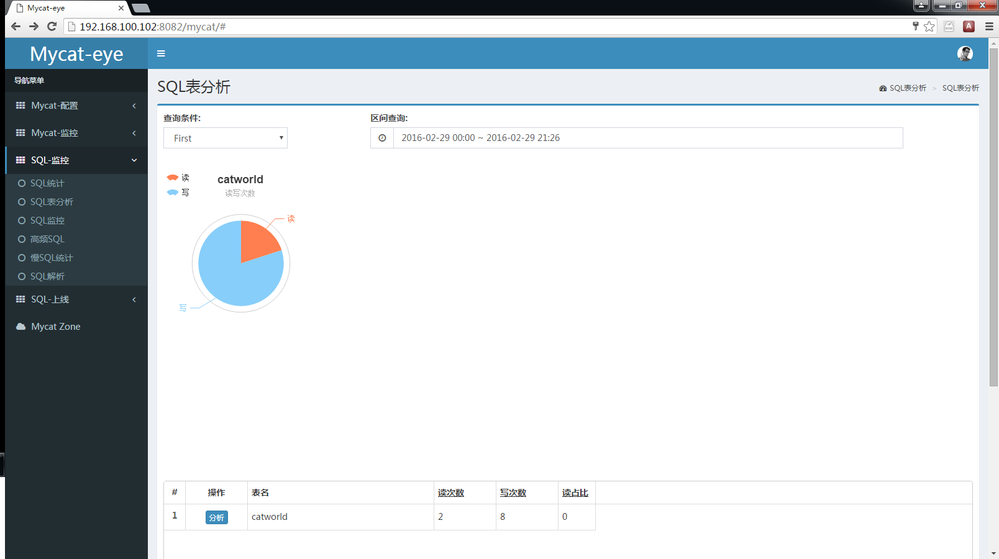 Mycat-eye
192.168.100.102:8082/mycat/#
A
Mycat-eye
导航菜单
Mycat-配置
Mycat-监控
SQL-监控
SQL统计
SQL表分析
SQL监控
高频SQL
慢SQL统计
SQL解析
SQL-上线
Mycat Zone
SQL表分析
SQL表分析 > SQL表分析
查询条件:
区间查询:
First
2016-02-29 00:00 ~ 2016-02-29 21:26
读
写
catworld
读写次数
读
写
# 操作 表名 读次数 写次数 读占比
1 分析 catworld 2 8 0